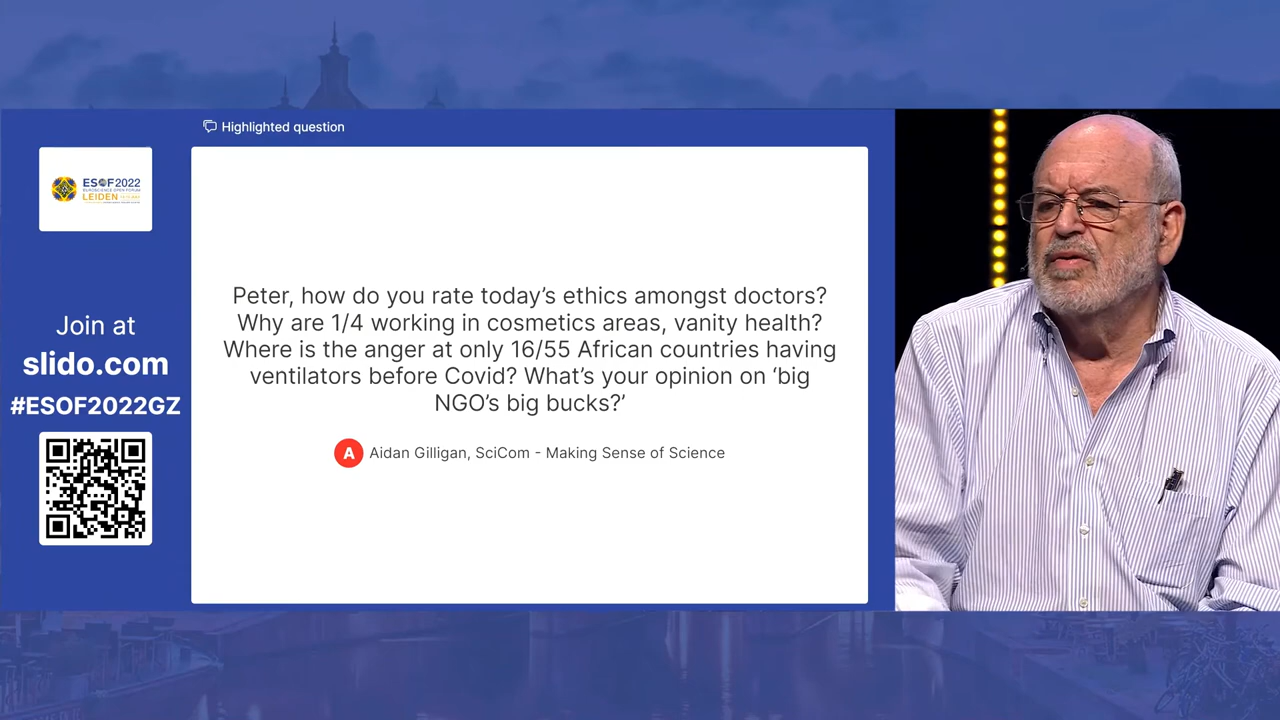 Highlighted question
ESOF2022
EUROSCIENCE OPEN FORUM
LEIDEN
Join at
slido.com
#ESOF2022GZ
Peter, how do you rate today’s ethics amongst doctors?
Why are 1/4 working in cosmetics areas, vanity health?
Where is the anger at only 16/55 African countries having
ventilators before Covid? What’s your opinion on ‘big
NGO’s big bucks?’
A Aidan Gilligan, SciCom - Making Sense of Science